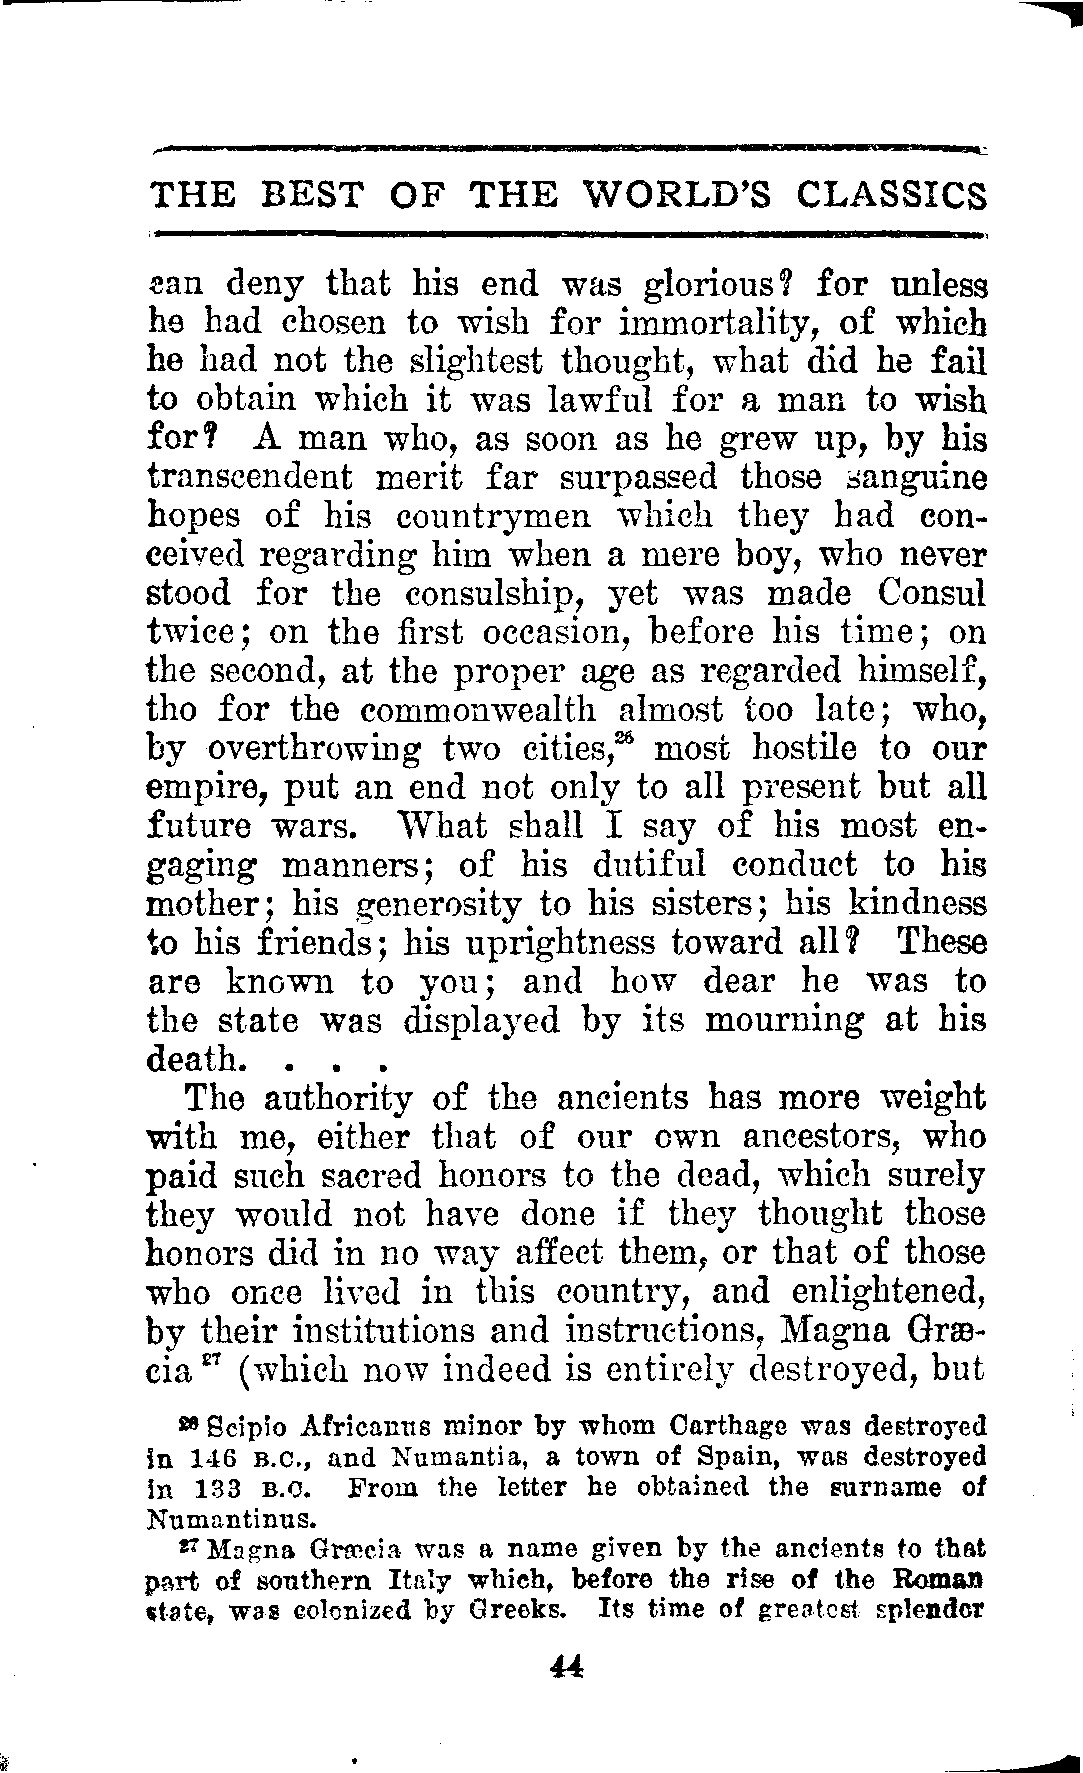 THE BEST OF THE WORLD'S CLASSICS
can deny that his end was glorious? for unless
he had chosen to wish for immortality, of which
he had not the slightest thought, what did he fail
to obtain which it was lawful for a man to wish
for? A man who, as soon as he grew up, by his
transcendent merit far surpassed those sanguine
hopes of his countrymen which they had con-
ceived regarding him when a mere boy, who never
stood for the consulship, yet was made Consul
twice; on the first occasion, before his time; on
the second, at the proper age as regarded himself,
tho for the commonwealth almost too late; who,
by overthrowing two cities,²⁶ most hostile to our
empire, put an end not only to all present but all
future wars. What shall I say of his most en-
gaging manners; of his dutiful conduct to his
mother; his generosity to his sisters; his kindness
to his friends; his uprightness toward all? These
are known to you; and how dear he was to
the state was displayed by its mourning at his
death. . . .
The authority of the ancients has more weight
with me, either that of our own ancestors, who
paid such sacred honors to the dead, which surely
they would not have done if they thought those
honors did in no way affect them, or that of those
who once lived in this country, and enlightened,
by their institutions and instructions, Magna Græ-
cia ²⁷ (which now indeed is entirely destroyed, but
²⁶ Scipio Africanus minor by whom Carthage was destroyed
in 146 B.C., and Numantia, a town of Spain, was destroyed
in 133 B.C. From the letter he obtained the surname of
Numantinus.
²⁷ Magna Græcia was a name given by the ancients to that
part of southern Italy which, before the rise of the Roman
state, was colonized by Greeks. Its time of greatest splendor
44